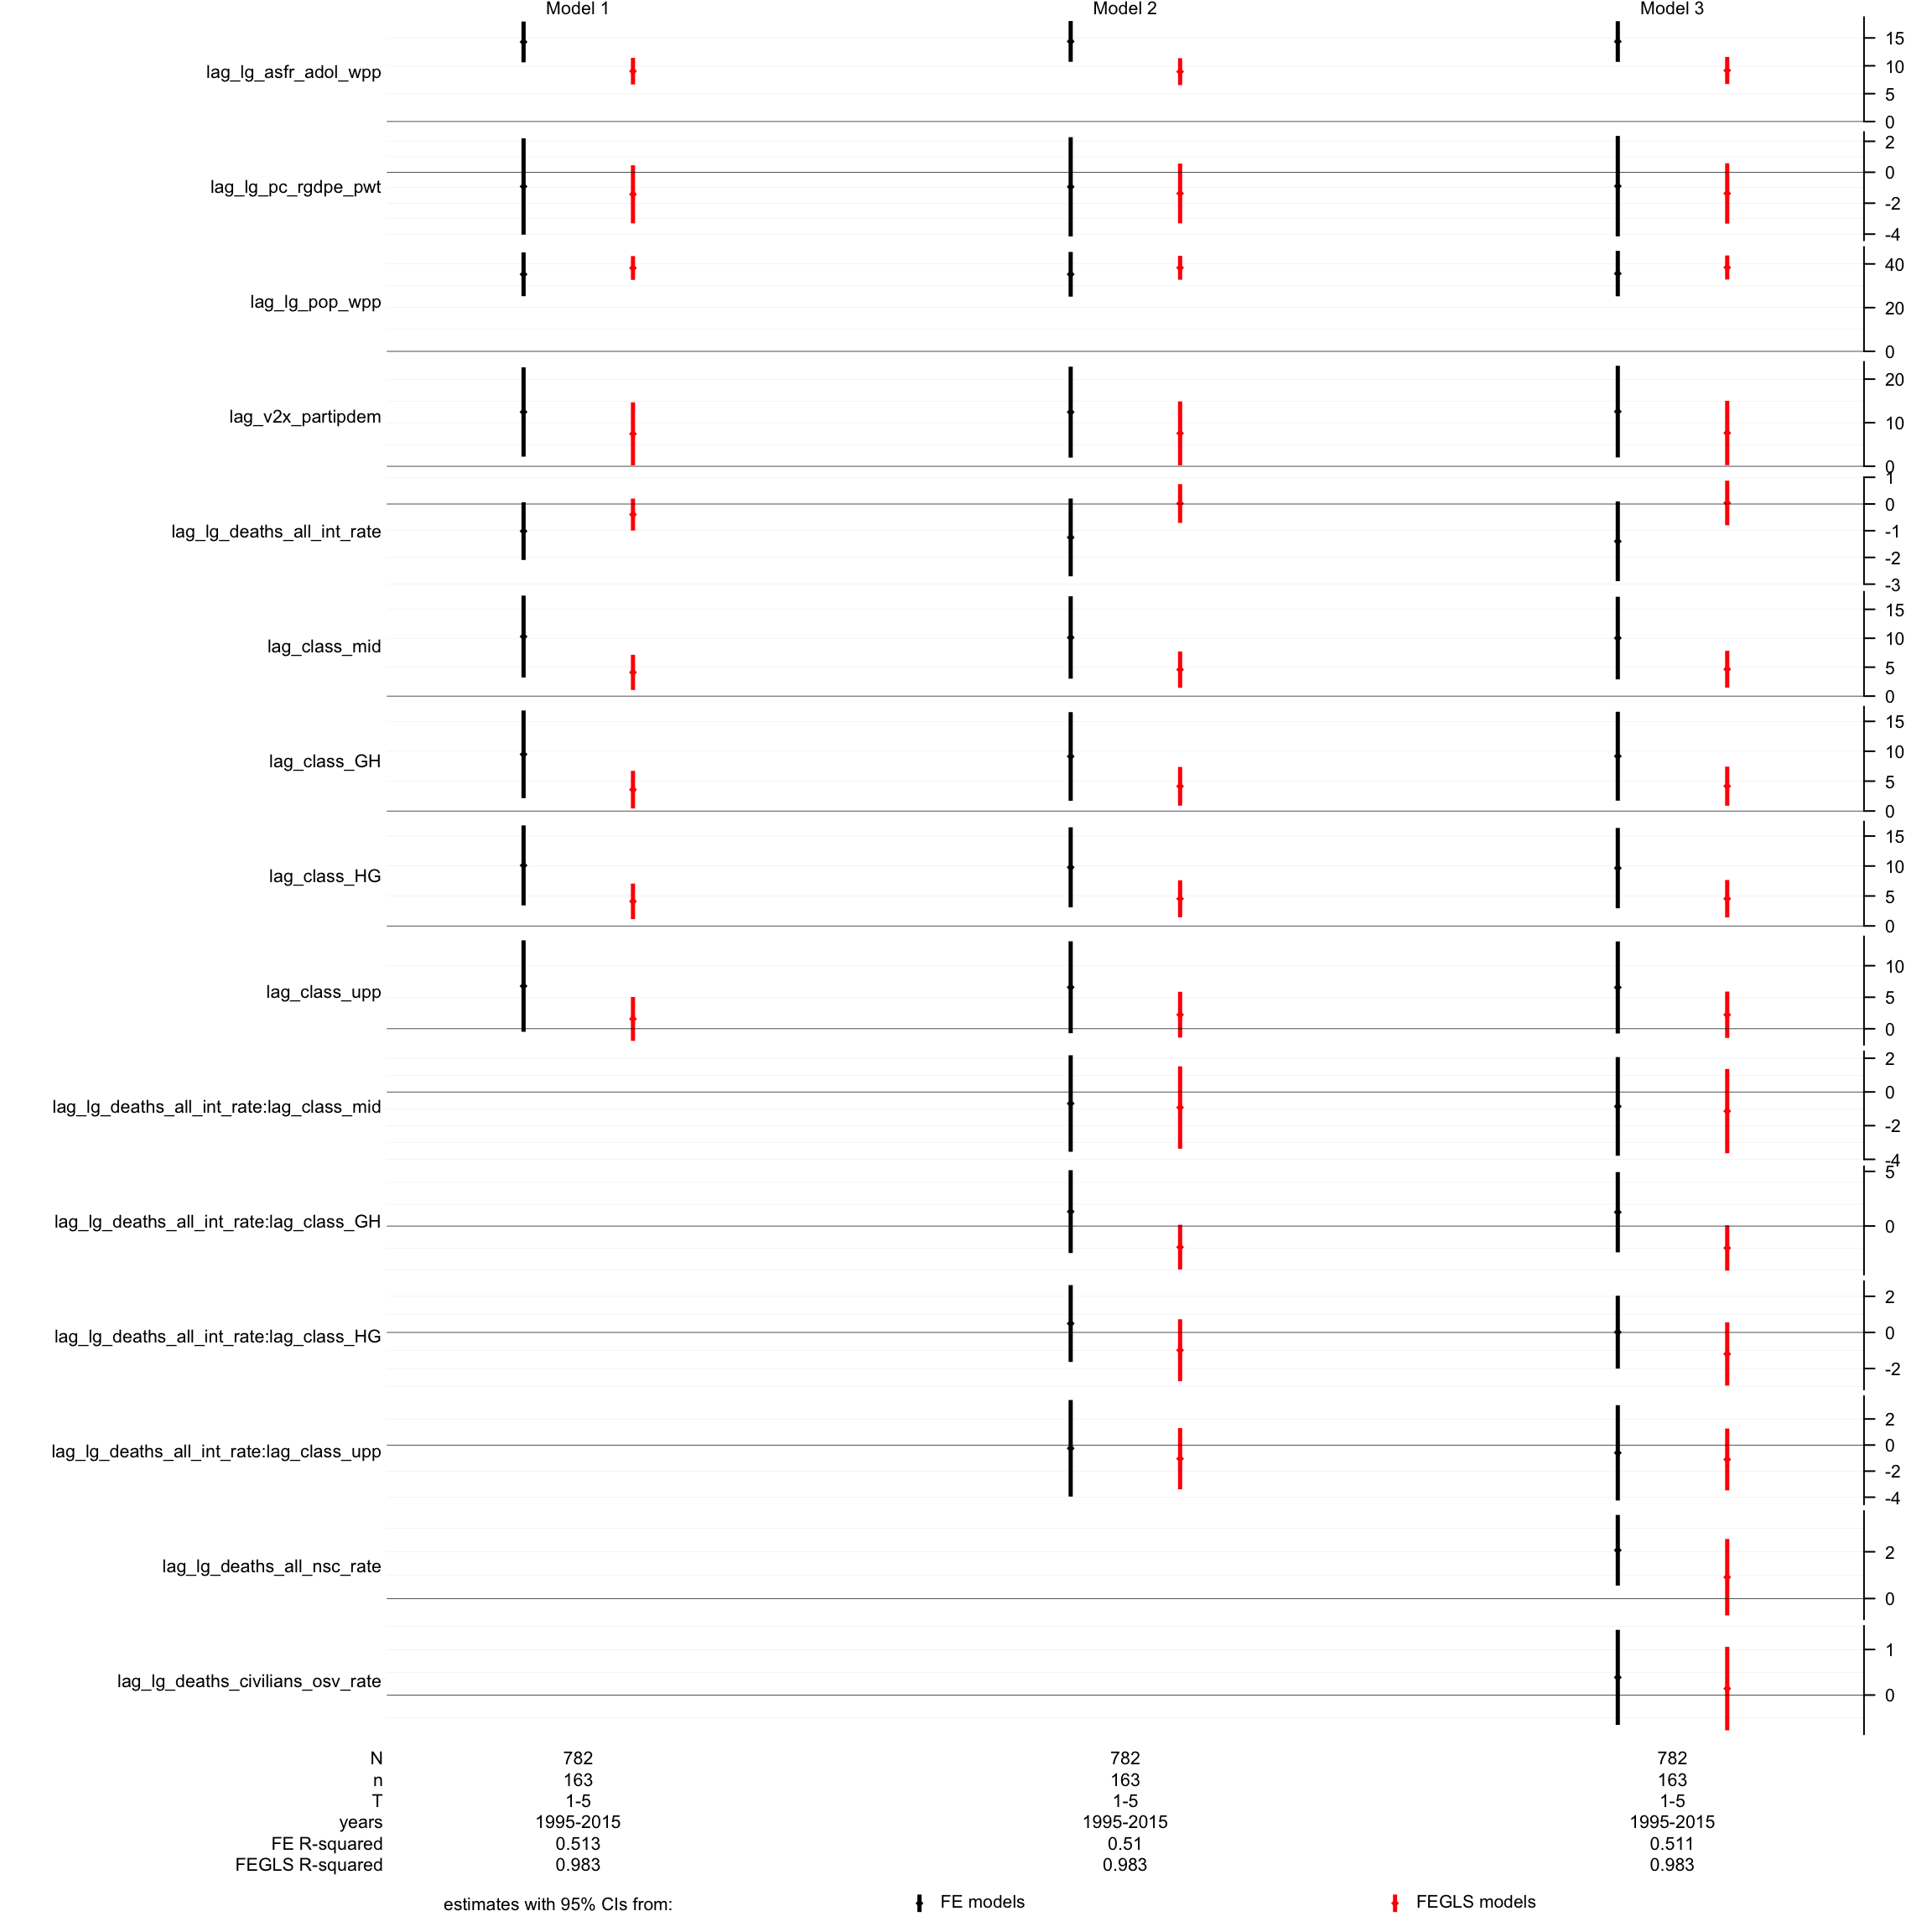 Model 1 Model 2 Model 3
lag_lg_asfr_adol_wpp
15
10
5
0
lag_lg_pc_rgdpe_pwt
2
0
-2
-4
lag_lg_pop_wpp
40
20
0
lag_v2x_partipdem
20
10
0
lag_lg_deaths_all_int_rate
1
0
-1
-2
-3
lag_class_mid
15
10
5
0
lag_class_GH
15
10
5
0
lag_class_HG
15
10
5
0
lag_class_upp
10
5
0
lag_lg_deaths_all_int_rate:lag_class_mid
2
0
-2
-4
lag_lg_deaths_all_int_rate:lag_class_GH
5
0
lag_lg_deaths_all_int_rate:lag_class_HG
2
0
-2
lag_lg_deaths_all_int_rate:lag_class_upp
2
0
-2
-4
lag_lg_deaths_all_nsc_rate
2
0
lag_lg_deaths_civilians_osv_rate
1
0
N 782 782 782
n 163 163 163
T 1-5 1-5 1-5
years 1995-2015 1995-2015 1995-2015
FE R-squared 0.513 0.51 0.511
FEGLS R-squared 0.983 0.983 0.983
estimates with 95% CIs from: FE models FEGLS models